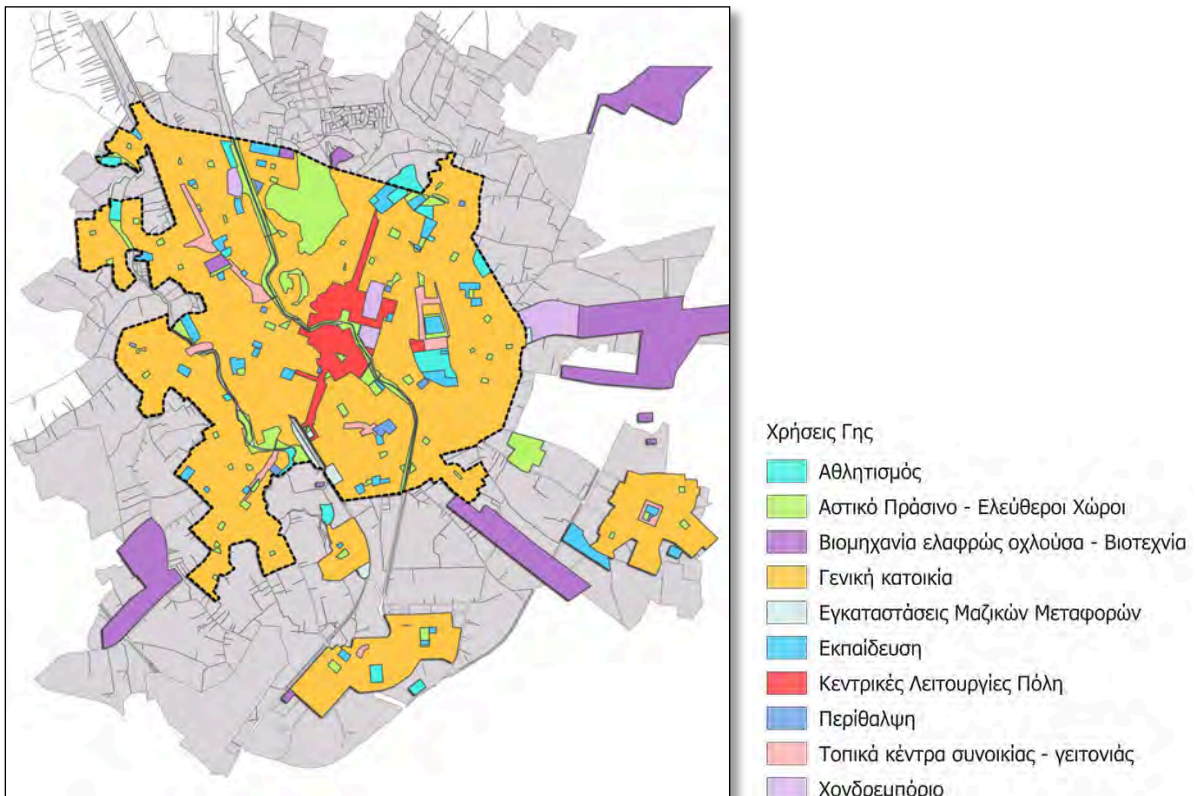 Χρήσεις Γης
Αθλητισμός
Αστικό Πράσινο - Ελεύθεροι Χώροι
Βιομηχανία ελαφρώς οχλούσα - Βιοτεχνία
Γενική κατοικία
Εγκαταστάσεις Μαζικών Μεταφορών
Εκπαίδευση
Κεντρικές Λειτουργίες Πόλη
Περίθαλψη
Τοπικά κέντρα συνοικίας - γειτονιάς
Χονδρεμπόριο